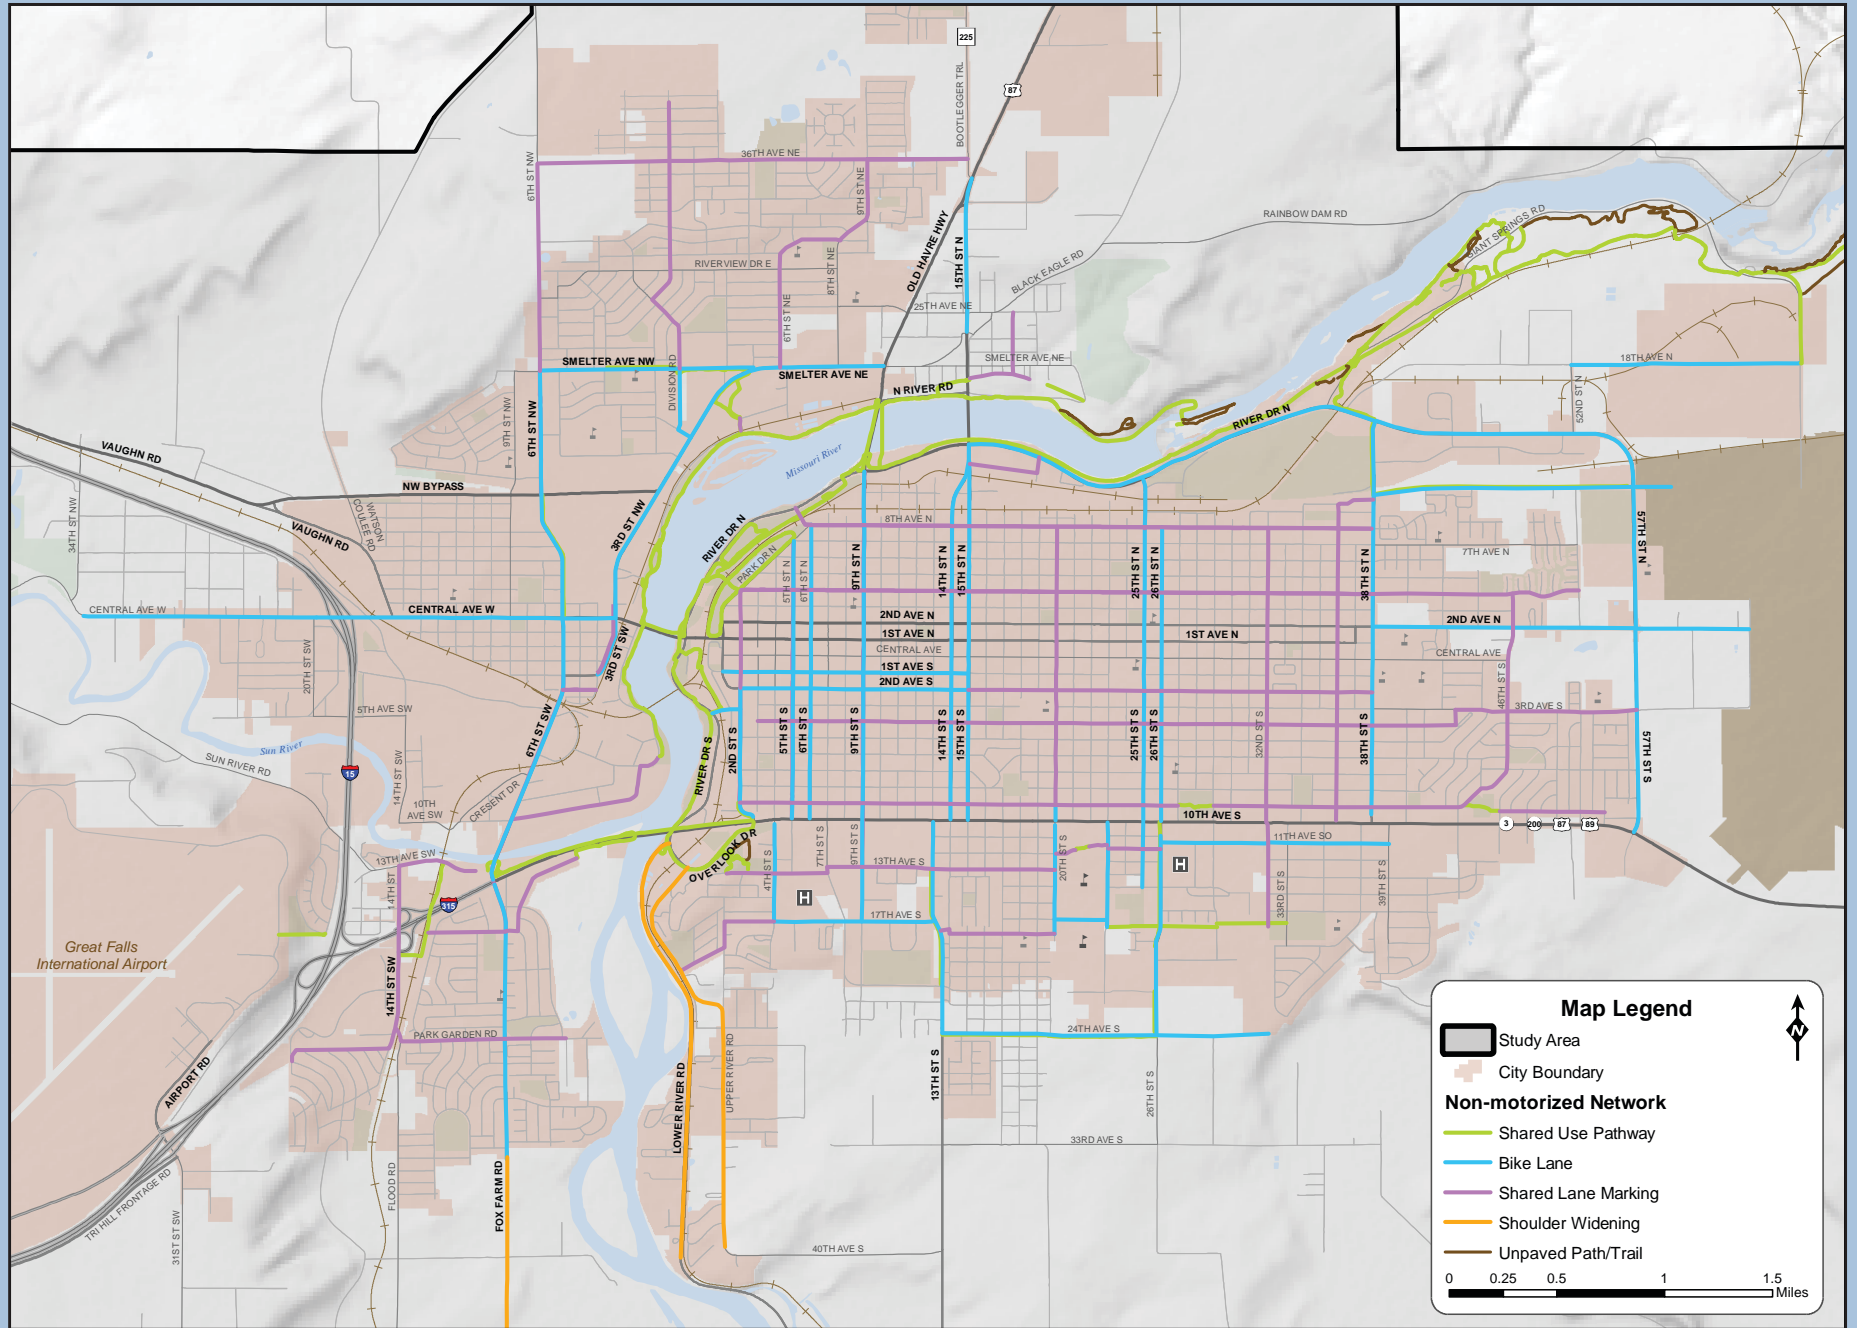 225
87
BOOTLEGGER TRL
36TH AVE NE
6TH ST NW
9TH ST NE
OLD HAVRE HWY
15TH ST N
RAINBOW DAM RD
GIANT SPRINGS RD
RIVERVIEW DR E
8TH ST NE
BLACK EAGLE RD
6TH ST NE
25TH AVE NE
SMELTER AVE NW
SMELTER AVE NE
SMELTER AVE NE
DIVISION RD
18TH AVE N
N RIVER RD
52ND ST N
6TH ST NW
9TH ST NW
RIVER DR N
VAUGHN RD
Missouri River
NW BYPASS
WATSON
COULEE RD
34TH ST NW
VAUGHN RD
3RD ST NW
RIVER DR N
PARK DR N
8TH AVE N
57TH ST N
7TH AVE N
5TH ST N
6TH ST N
9TH ST N
14TH ST N
15TH ST N
25TH ST N
26TH ST N
38TH ST N
CENTRAL AVE W
CENTRAL AVE W
2ND AVE N
2ND AVE N
1ST AVE N
1ST AVE N
CENTRAL AVE
CENTRAL AVE
3RD ST SW
20TH ST SW
1ST AVE S
2ND AVE S
46TH ST S
5TH AVE SW
3RD AVE S
6TH ST SW
Sun River
SUN RIVER RD
15
14TH ST SW
RIVER DR S
2ND ST S
5TH ST S
6TH ST S
9TH ST S
14TH ST S
15TH ST S
25TH ST S
26TH ST S
32ND ST S
38TH ST S
57TH ST S
10TH
AVE SW
CRESENT DR
10TH AVE S
3
200
87
89
11TH AVE SO
OVERLOOK DR
13TH AVE SW
4TH ST S
7TH ST S
9TH ST S
13TH AVE S
20TH ST S
H
H
14TH ST
315
33RD ST S
39TH ST S
17TH AVE S
Great Falls
International Airport
14TH ST SW
PARK GARDEN RD
24TH AVE S
AIRPORT RD
LOWER RIVER RD
UPPER RIVER RD
13TH ST S
26TH ST S
33RD AVE S
TRI HILL FRONTAGE RD
31ST ST SW
FLOOD RD
FOX FARM RD
40TH AVE S
Map Legend
N
Study Area
City Boundary
Non-motorized Network
Shared Use Pathway
Bike Lane
Shared Lane Marking
Shoulder Widening
Unpaved Path/Trail
0 0.25 0.5 1 1.5
Miles